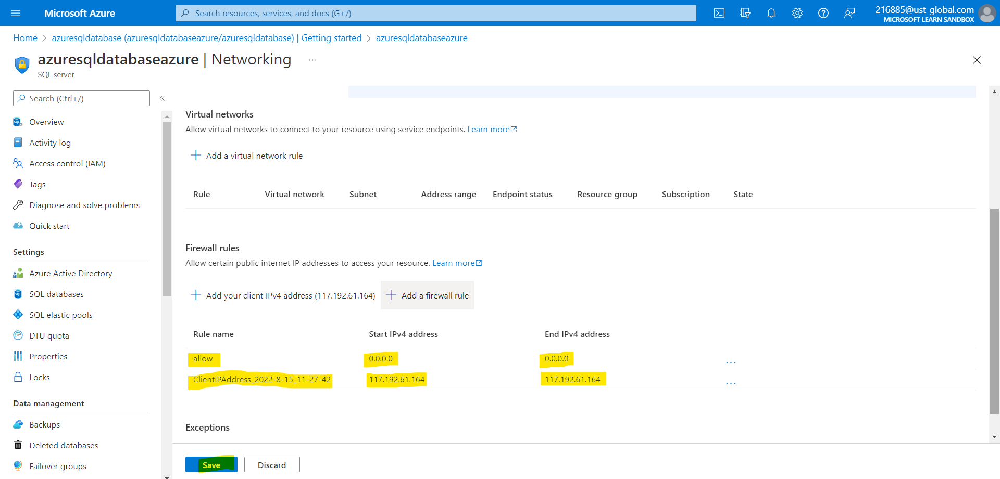 Microsoft Azure
Search resources, services, and docs (G+/)
216885@ust-global.com
MICROSOFT LEARN SANDBOX
Home > azuresqldatabase (azuresqldatabaseazure/azuresqldatabase) | Getting started > azuresqldatabaseazure
azuresqldatabaseazure | Networking ...
SQL server
Search (Ctrl+/)
«
Overview
Activity log
Access control (IAM)
Tags
Diagnose and solve problems
Quick start
Settings
Azure Active Directory
SQL databases
SQL elastic pools
DTU quota
Properties
Locks
Data management
Backups
Deleted databases
Failover groups
Virtual networks
Allow virtual networks to connect to your resource using service endpoints. Learn more
+ Add a virtual network rule
Rule Virtual network Subnet Address range Endpoint status Resource group Subscription State
Firewall rules
Allow certain public internet IP addresses to access your resource. Learn more
+ Add your client IPv4 address (117.192.61.164) + Add a firewall rule
Rule name Start IPv4 address End IPv4 address
allow 0.0.0.0 0.0.0.0 ...
ClientIPAddress_2022-8-15_11-27-42 117.192.61.164 117.192.61.164 ...
Exceptions
Save Discard